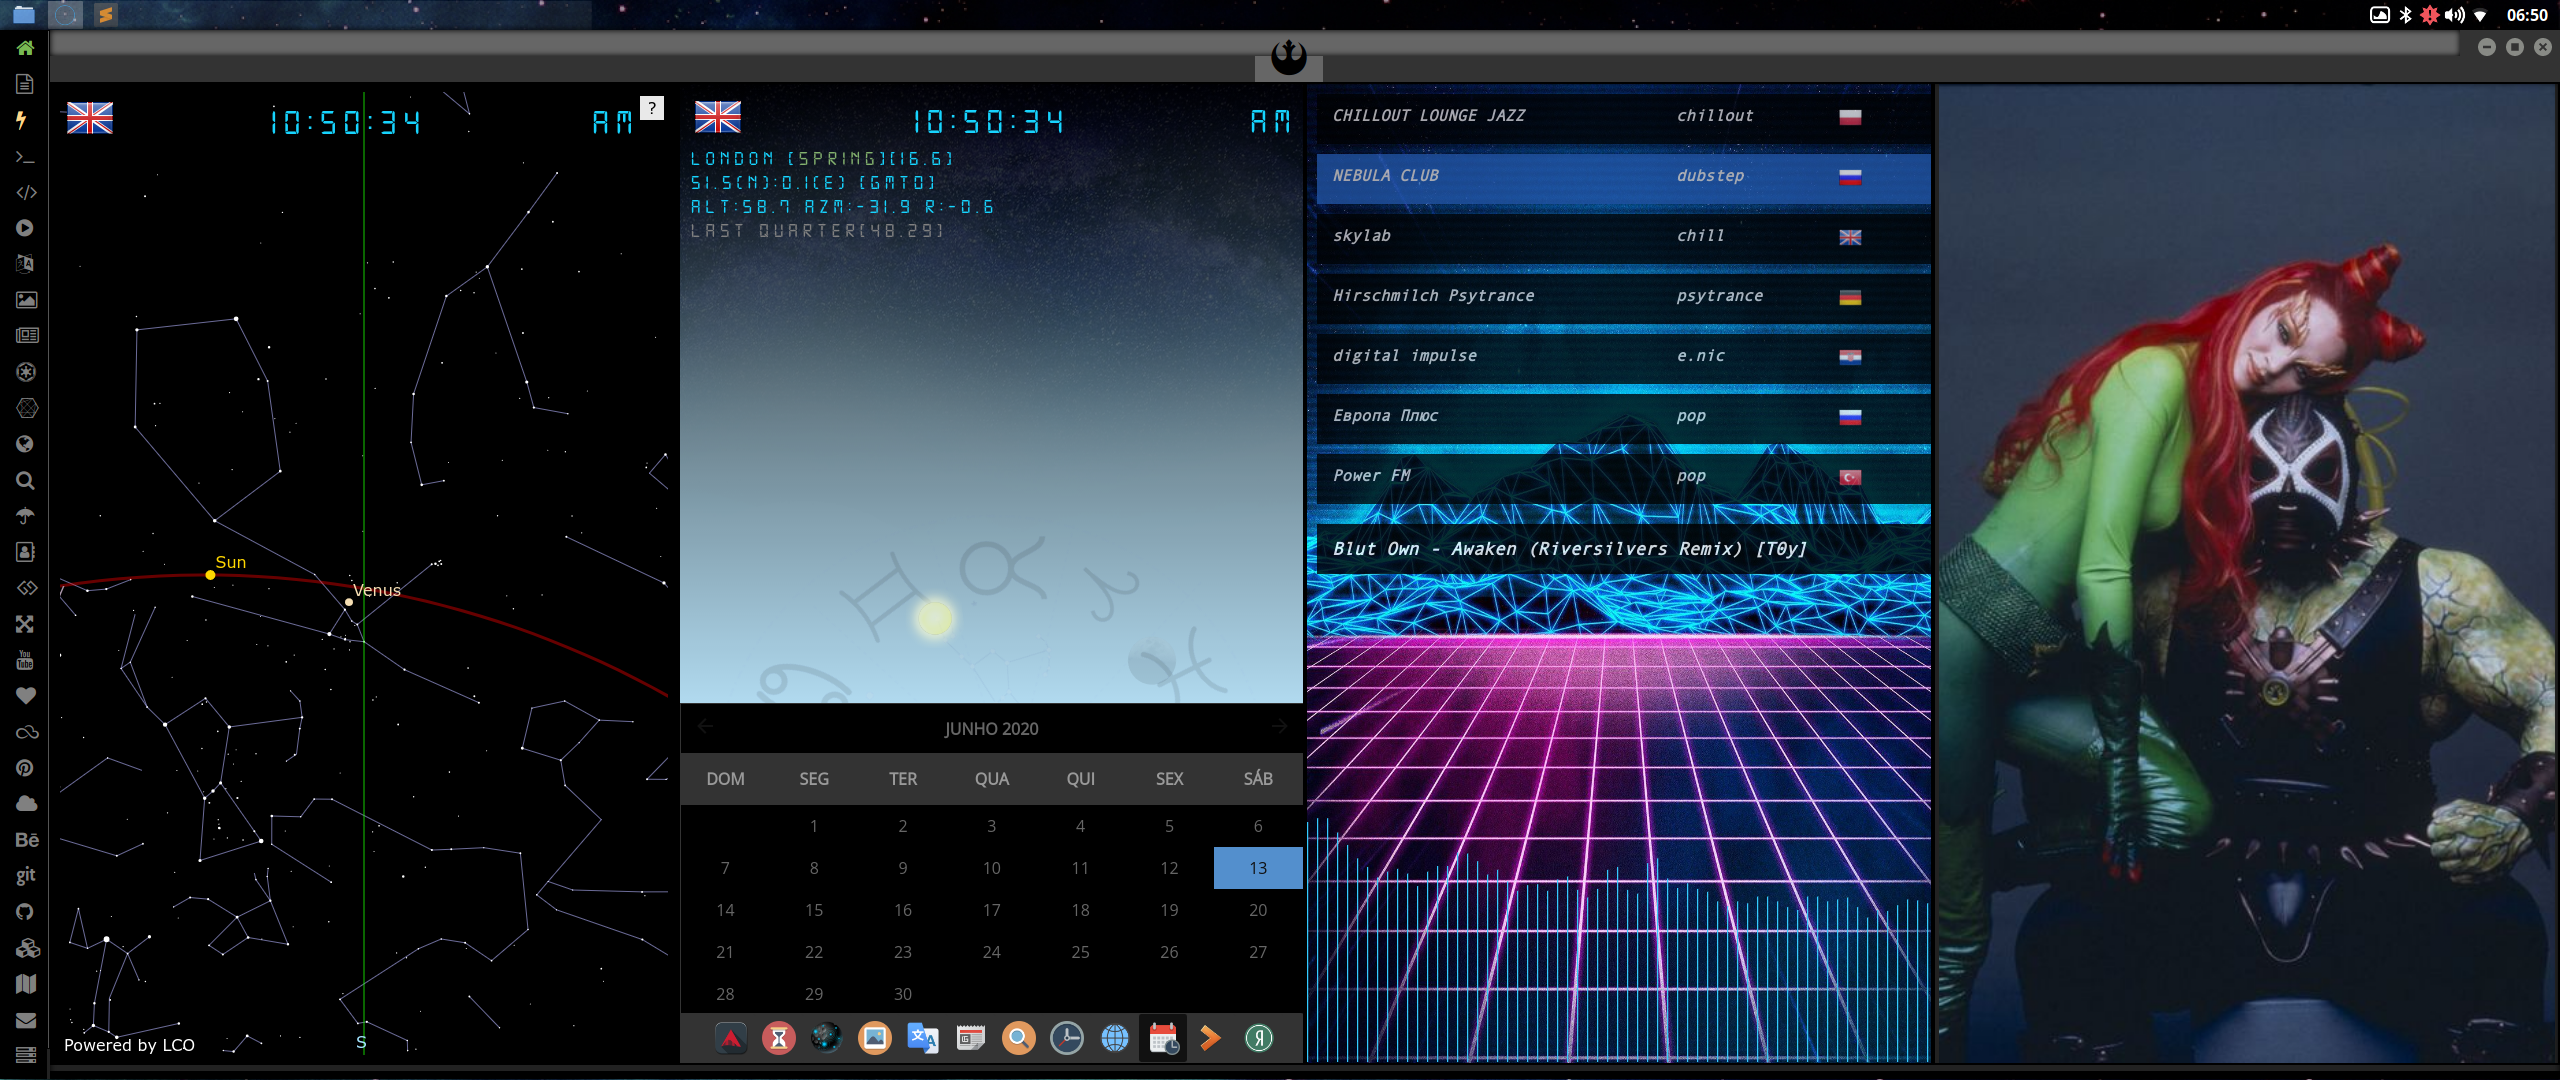 06:50
10:50:34 AM ?
Sun
Venus
S
Powered by LCO
10:50:34 AM
LONDON [SPRING][16.6]
51.5(N):0.1(E) [GMT0]
ALT:58.7 AZM:-31.9 R:-0.6
LAST QUARTER[48.29]
JUNHO 2020
DOM SEG TER QUA QUI SEX SÁB
1 2 3 4 5 6
7 8 9 10 11 12 13
14 15 16 17 18 19 20
21 22 23 24 25 26 27
28 29 30
CHILLOUT LOUNGE JAZZ chillout
NEBULA CLUB dubstep
skylab chill
Hirschmilch Psytrance psytrance
digital impulse e.nic
Европа Плюс pop
Power FM pop
Blut Own - Awaken (Riversilvers Remix) [T0y]
You
Tube
Bē
git